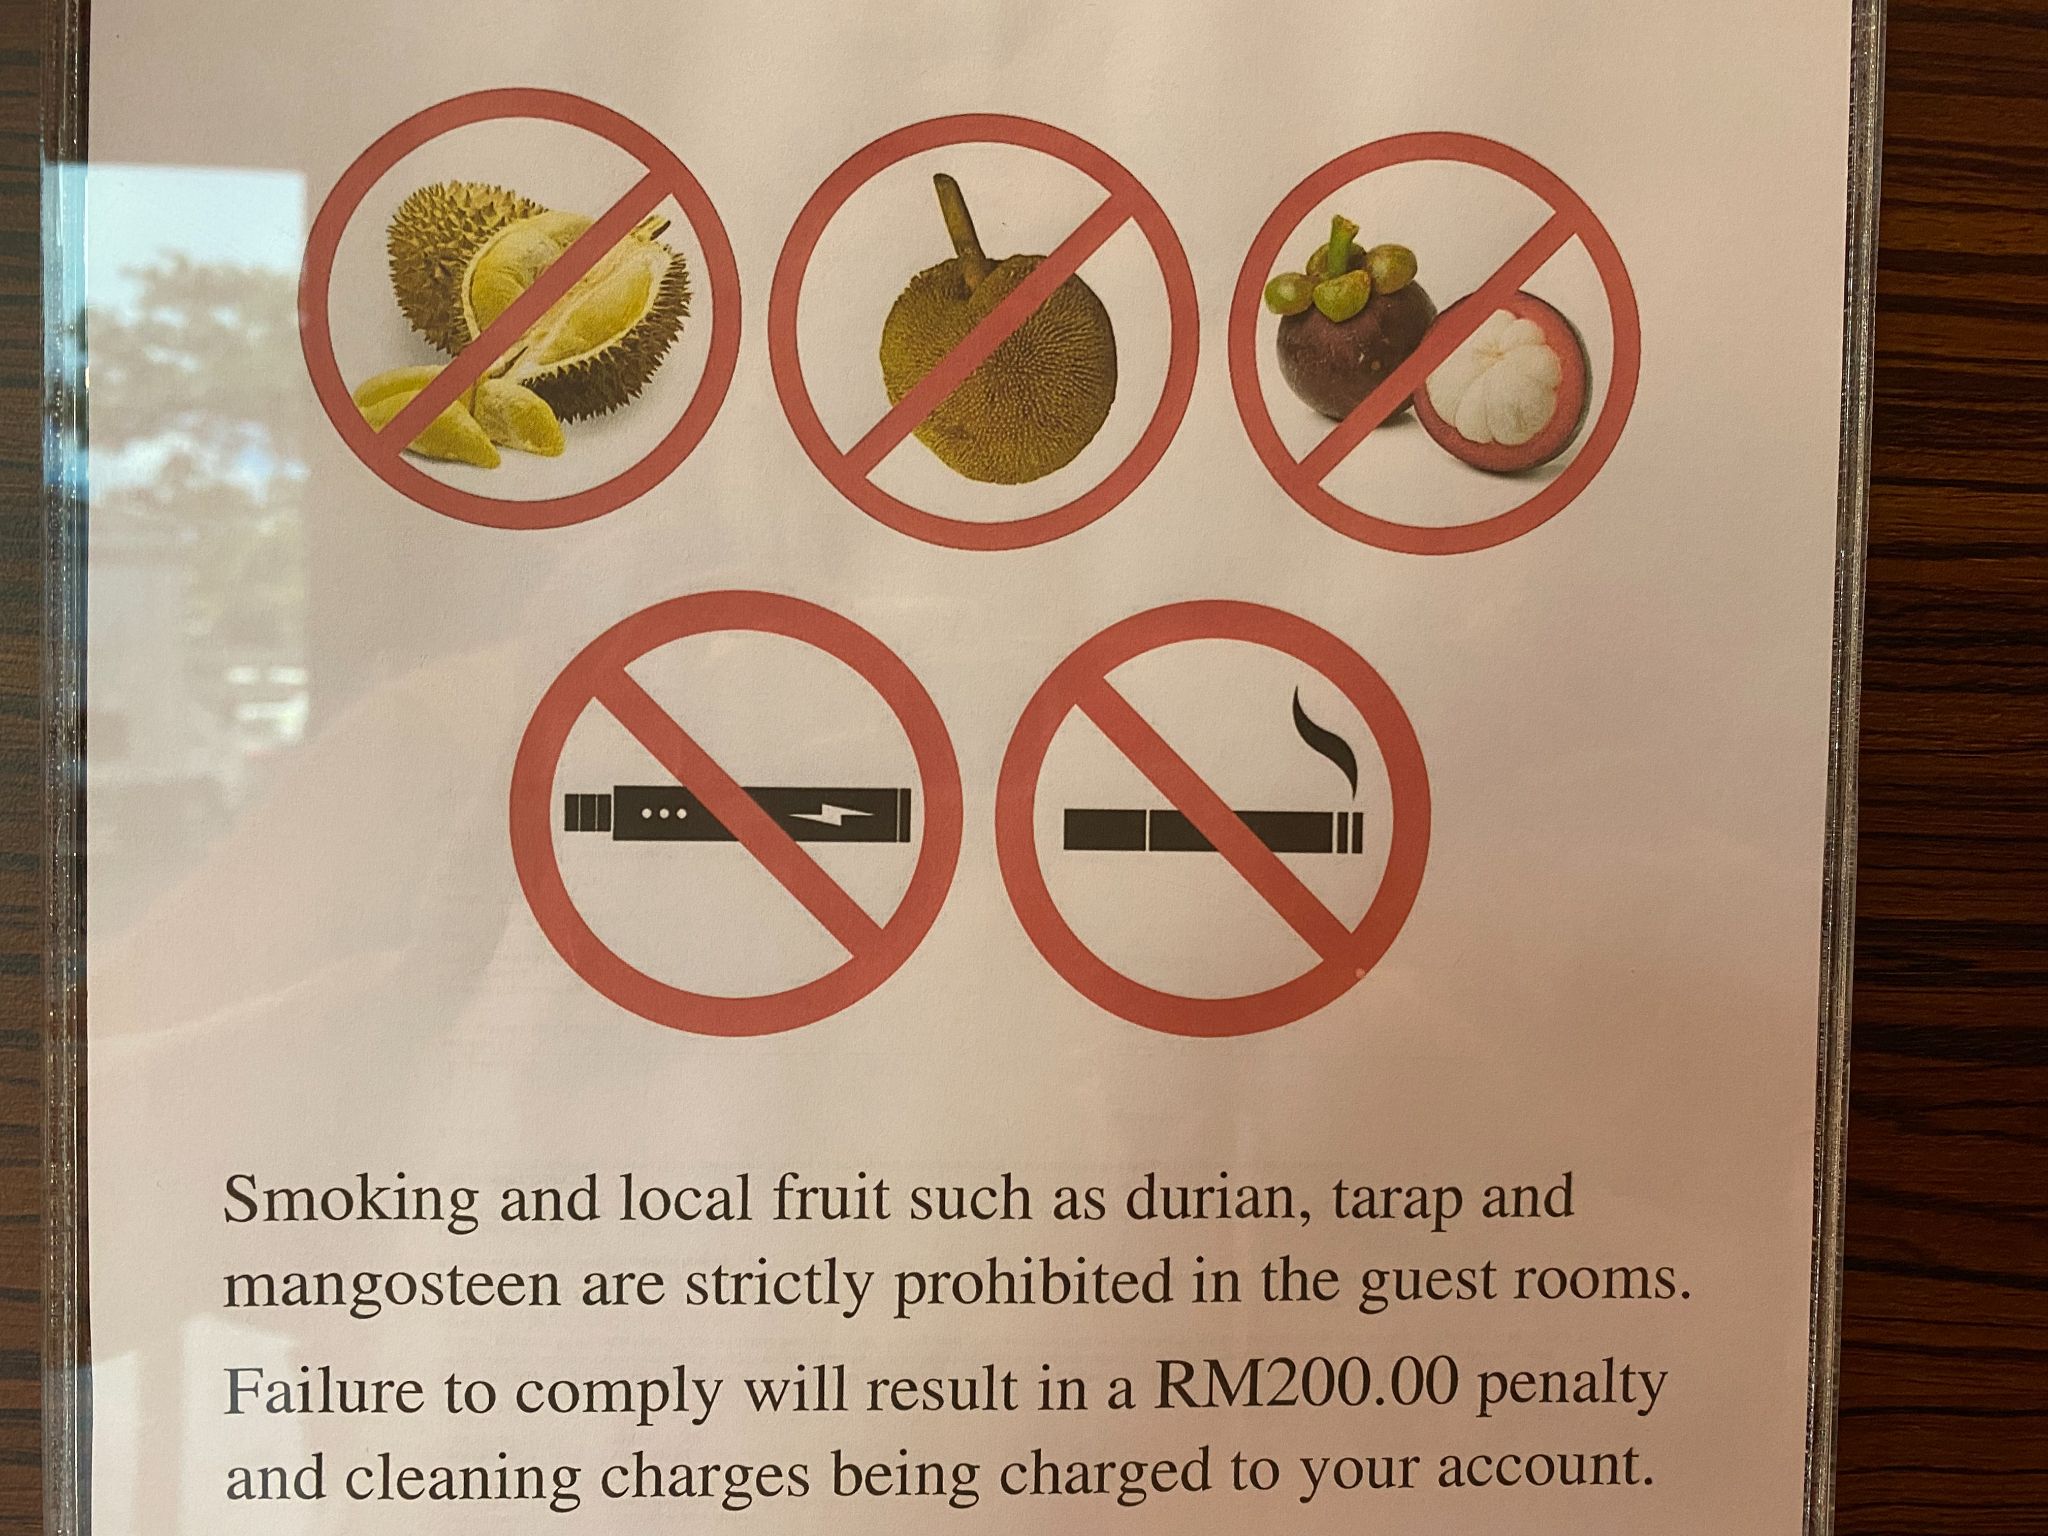 Smoking and local fruit such as durian, tarap and
mangosteen are strictly prohibited in the guest rooms.
Failure to comply will result in a RM200.00 penalty
and cleaning charges being charged to your account.